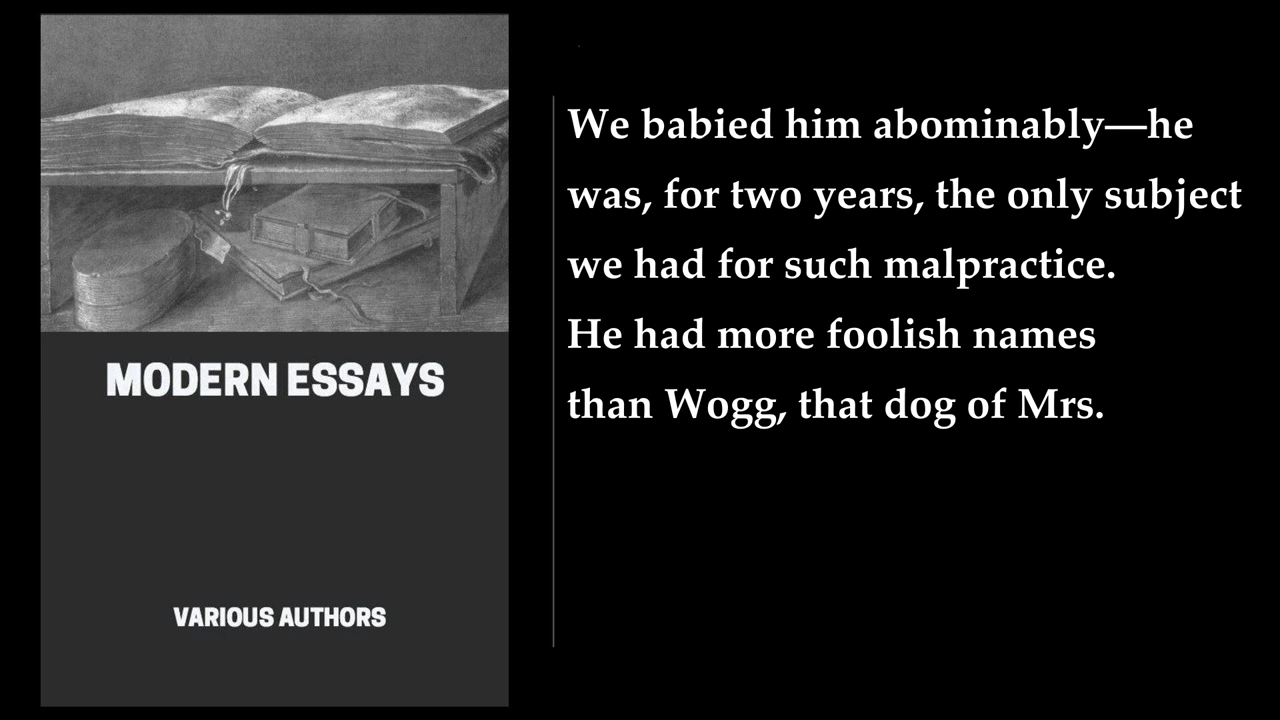 MODERN ESSAYS
VARIOUS AUTHORS
We babied him abominably—he
was, for two years, the only subject
we had for such malpractice.
He had more foolish names
than Wogg, that dog of Mrs.